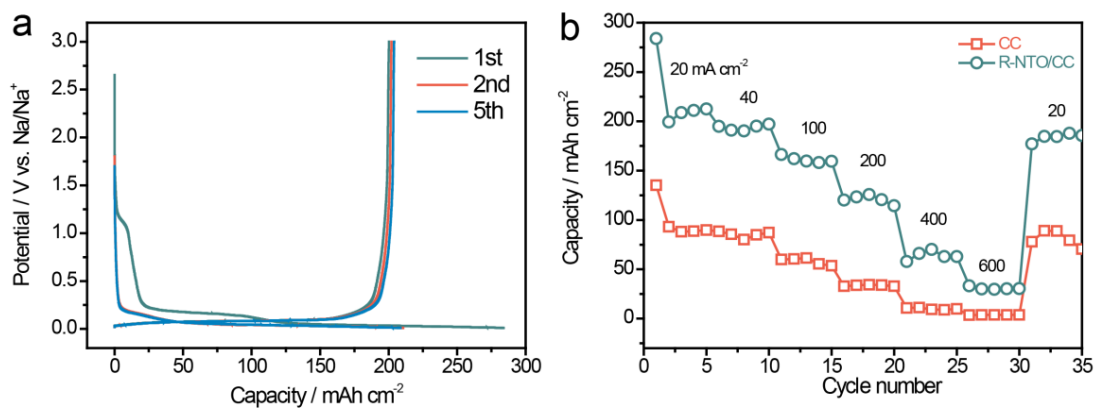 a
3.0
2.5
2.0
1.5
1.0
0.5
0.0
Potential / V vs. Na/Na⁺
1st
2nd
5th
0 50 100 150 200 250 300
Capacity / mAh cm⁻²
b
300
250
200
150
100
50
0
Capacity / mAh cm⁻²
CC
R-NTO/CC
20 mA cm⁻²
40
100
200
400
600
20
0 5 10 15 20 25 30 35
Cycle number